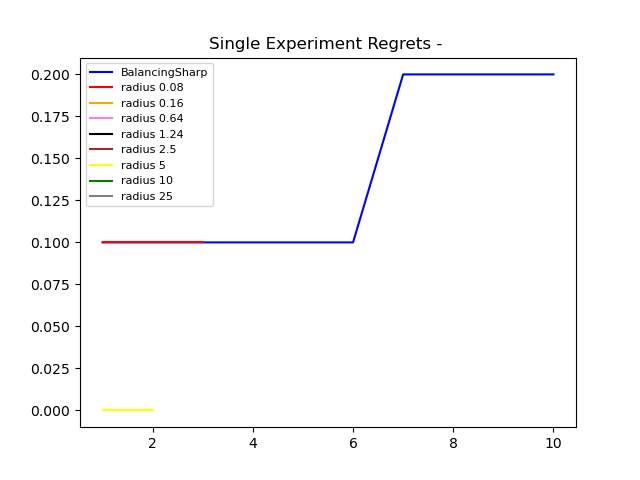 Single Experiment Regrets -
0.200
0.175
0.150
0.125
0.100
0.075
0.050
0.025
0.000
BalancingSharp
radius 0.08
radius 0.16
radius 0.64
radius 1.24
radius 2.5
radius 5
radius 10
radius 25
2 4 6 8 10